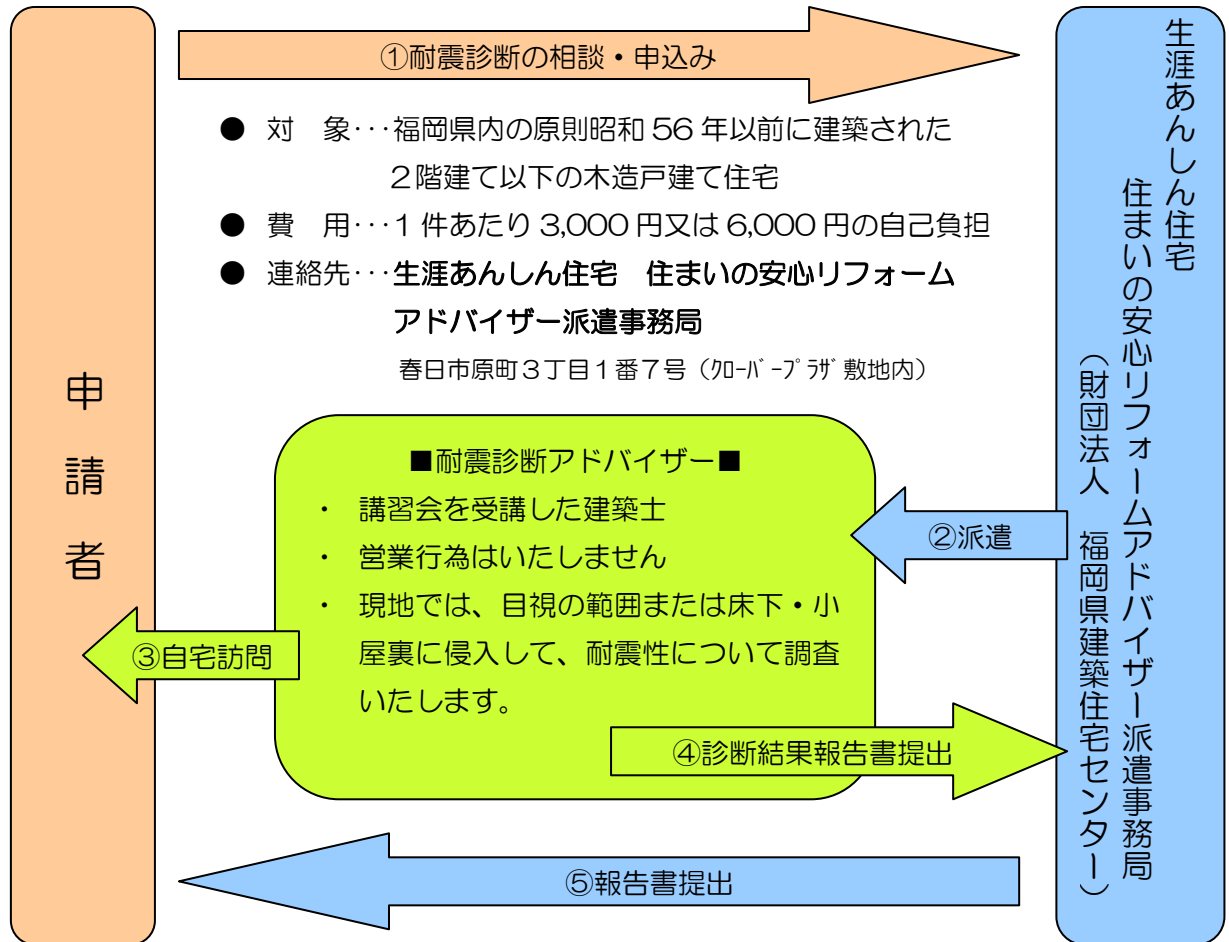 ①耐震診断の相談・申込み
● 対　象･･･福岡県内の原則昭和 56 年以前に建築された
２階建て以下の木造戸建て住宅
● 費　用･･･1 件あたり 3,000 円又は 6,000 円の自己負担
● 連絡先･･･生涯あんしん住宅　住まいの安心リフォーム
アドバイザー派遣事務局
春日市原町３丁目１番７号（ｸﾛｰﾊﾞｰﾌﾟﾗｻﾞ敷地内）
申請者
■耐震診断アドバイザー■
・ 講習会を受講した建築士
・ 営業行為はいたしません
・ 現地では、目視の範囲または床下・小
屋裏に侵入して、耐震性について調査
いたします。
②派遣
③自宅訪問
④診断結果報告書提出
⑤報告書提出
生涯あんしん住宅
住まいの安心リフォームアドバイザー派遣事務局
（財団法人　福岡県建築住宅センター）